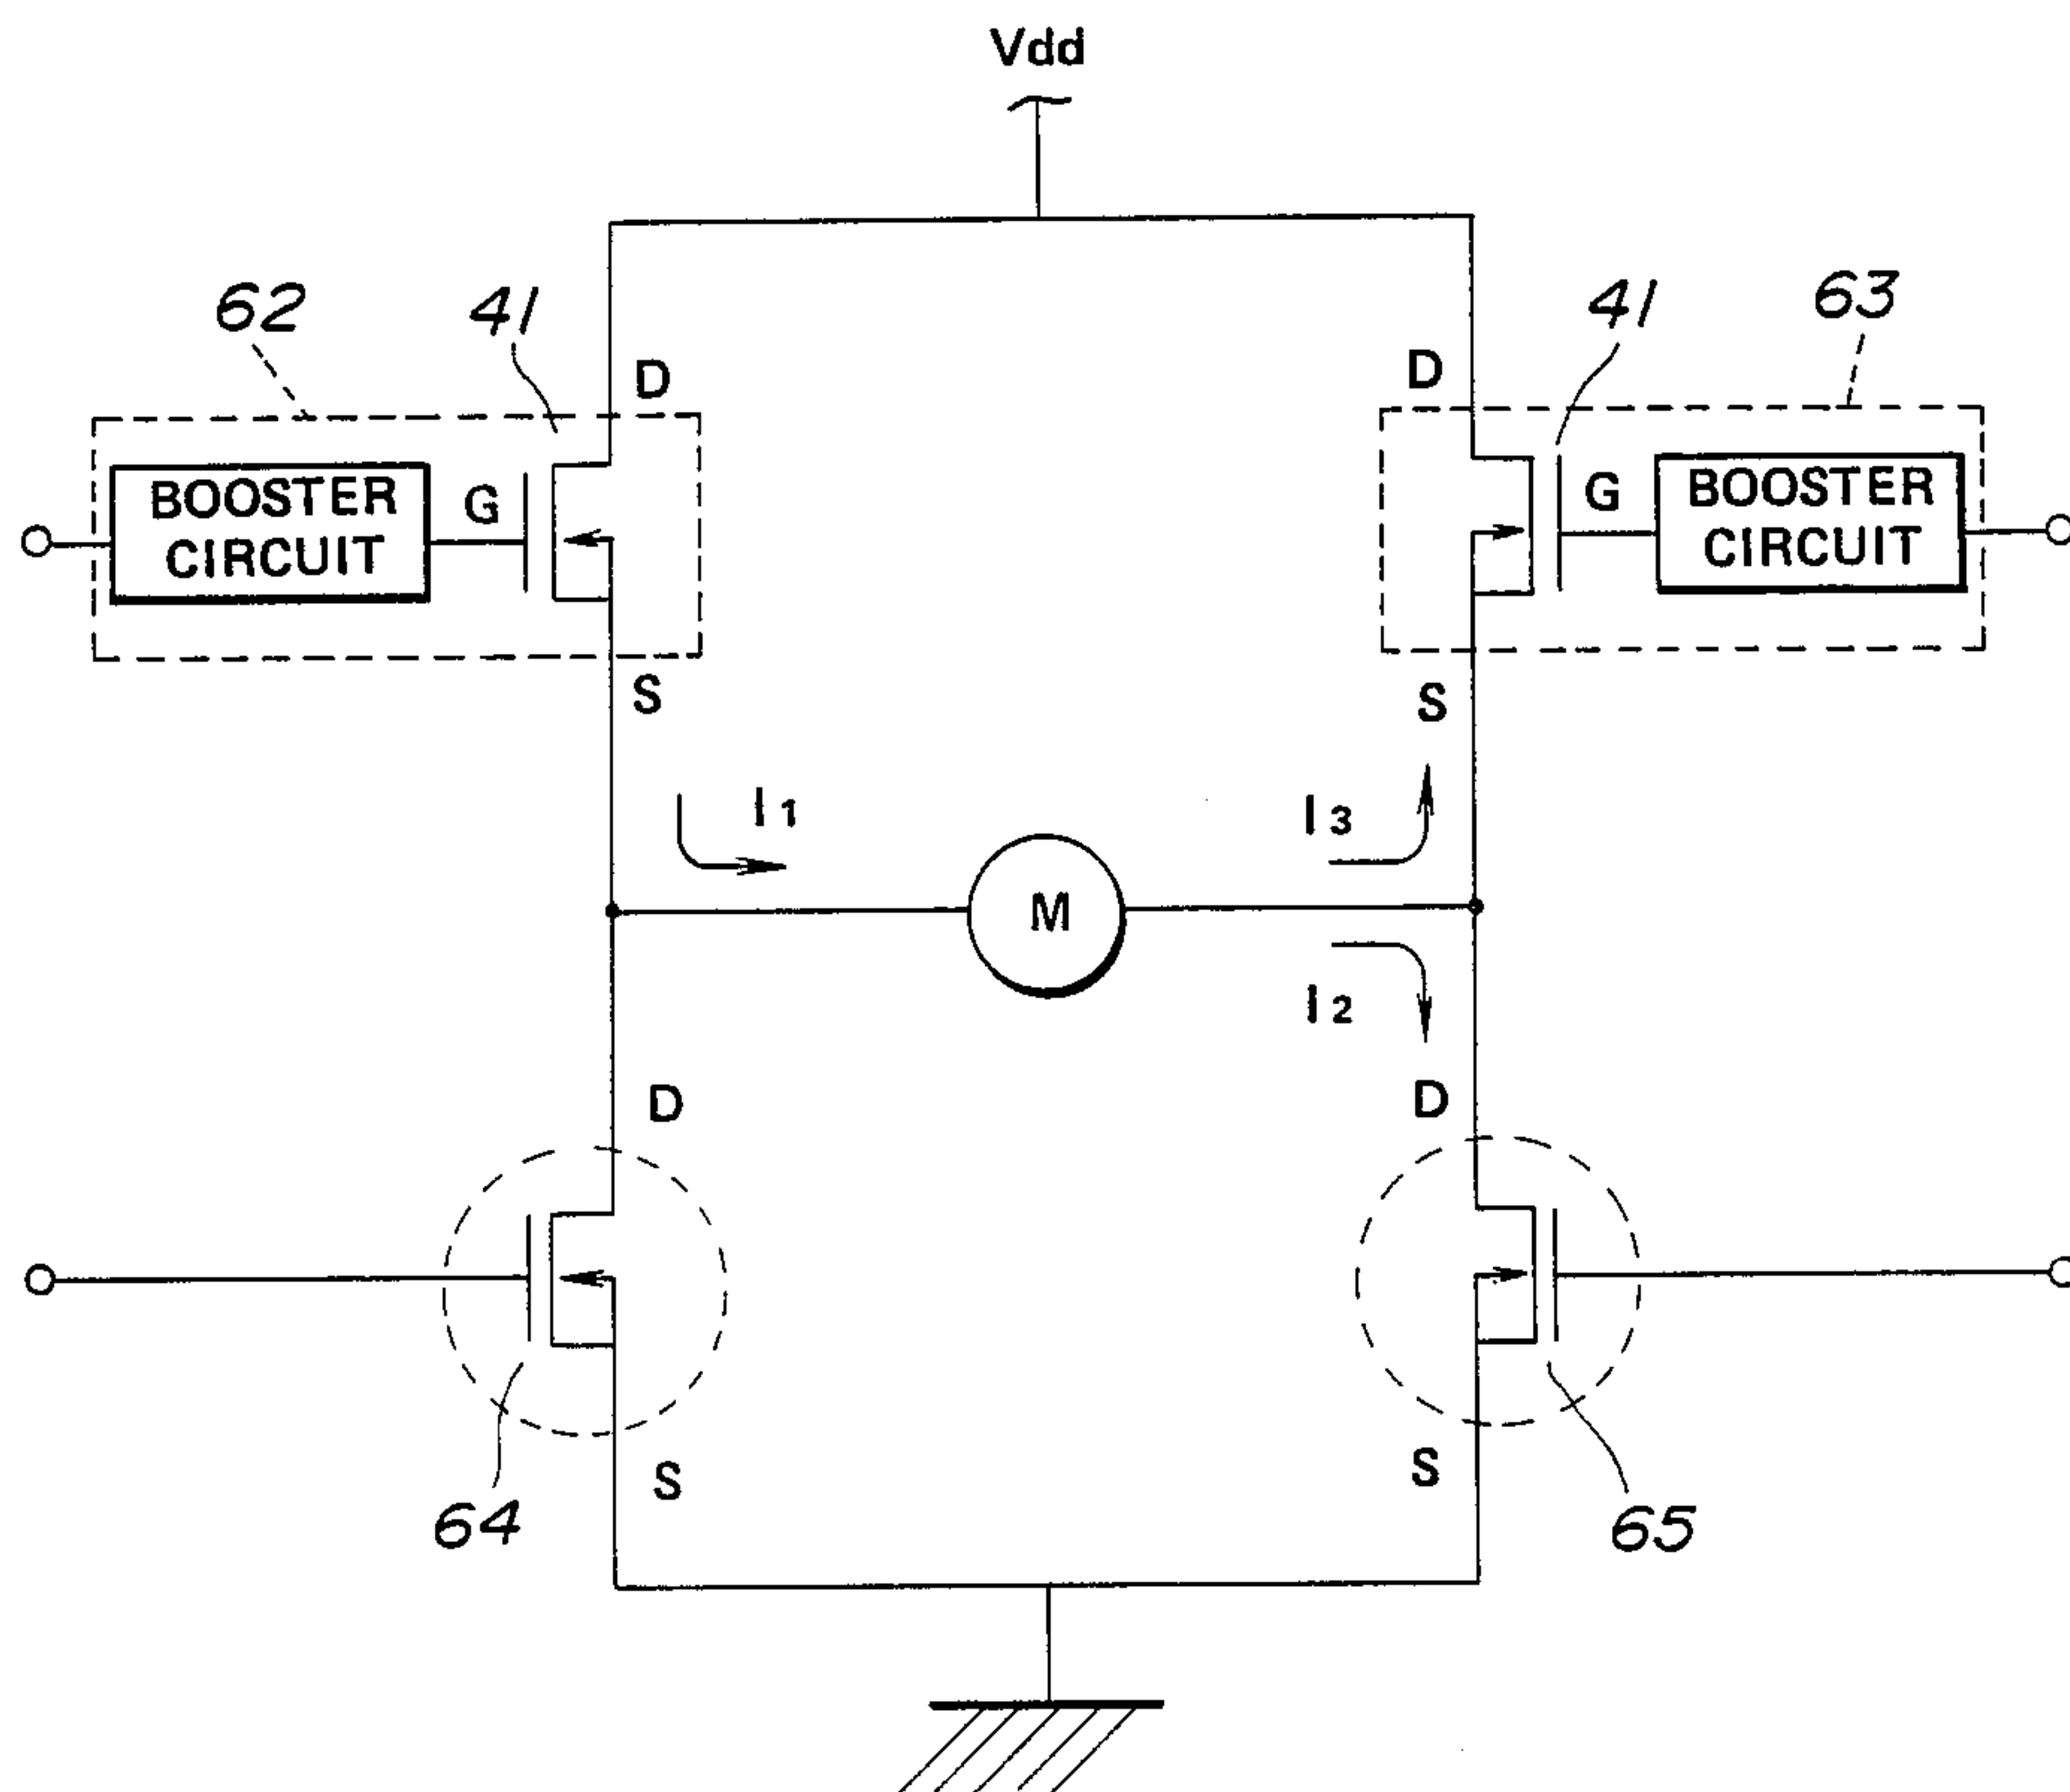 Vdd
62
41
D
D
41
63
BOOSTER
CIRCUIT
G
G
BOOSTER
CIRCUIT
S
S
I1
I3
M
I2
D
D
S
S
64
65